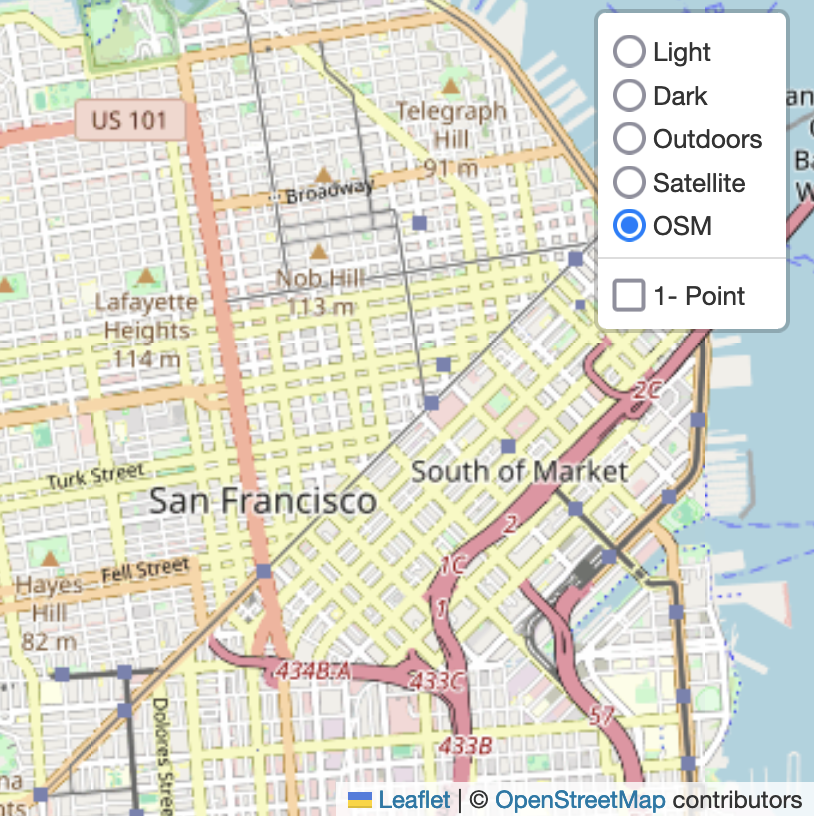 Light
Dark
Outdoors
Satellite
OSM
1- Point
US 101
Telegraph
Hill
91 m
Broadway
Nob Hill
113 m
Lafayette
Heights
114 m
2C
Turk Street
South of Market
San Francisco
2
1C
Fell Street
Hayes
Hill
82 m
1
434B.A
433C
57
Dolores Stre
433B
Leaflet | © OpenStreetMap contributors